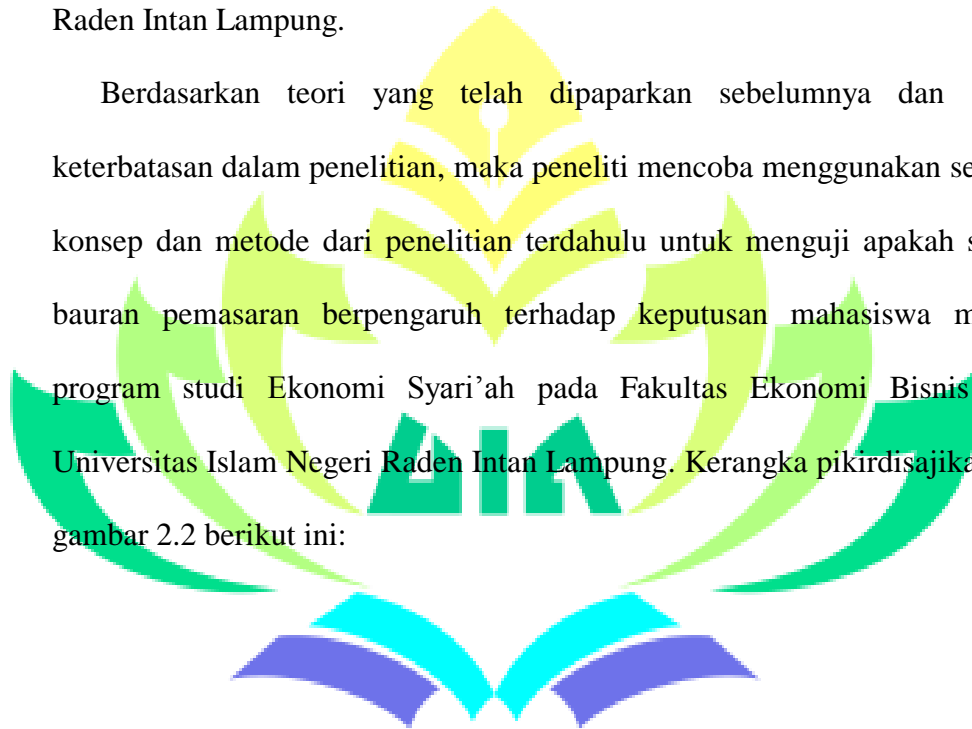 Raden Intan Lampung.
Berdasarkan teori yang telah dipaparkan sebelumnya dan
keterbatasan dalam penelitian, maka peneliti mencoba menggunakan
konsep dan metode dari penelitian terdahulu untuk menguji apakah
bauran pemasaran berpengaruh terhadap keputusan mahasiswa
program studi Ekonomi Syari’ah pada Fakultas Ekonomi Bisnis
Universitas Islam Negeri Raden Intan Lampung. Kerangka pikirdisajika
gambar 2.2 berikut ini: